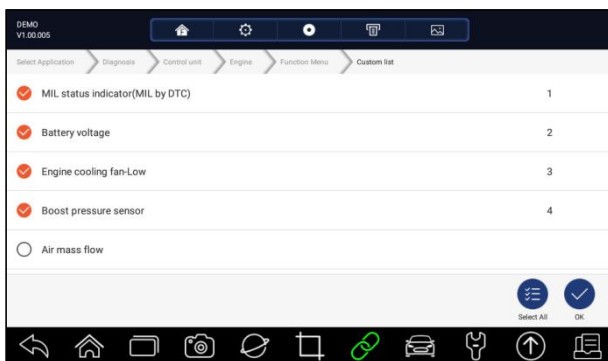 DEMO
V1.00.005
Select Application Diagnosis Control unit Engine Function Menu Custom list
MIL status indicator(MIL by DTC) 1
Battery voltage 2
Engine cooling fan-Low 3
Boost pressure sensor 4
Air mass flow
Select All OK